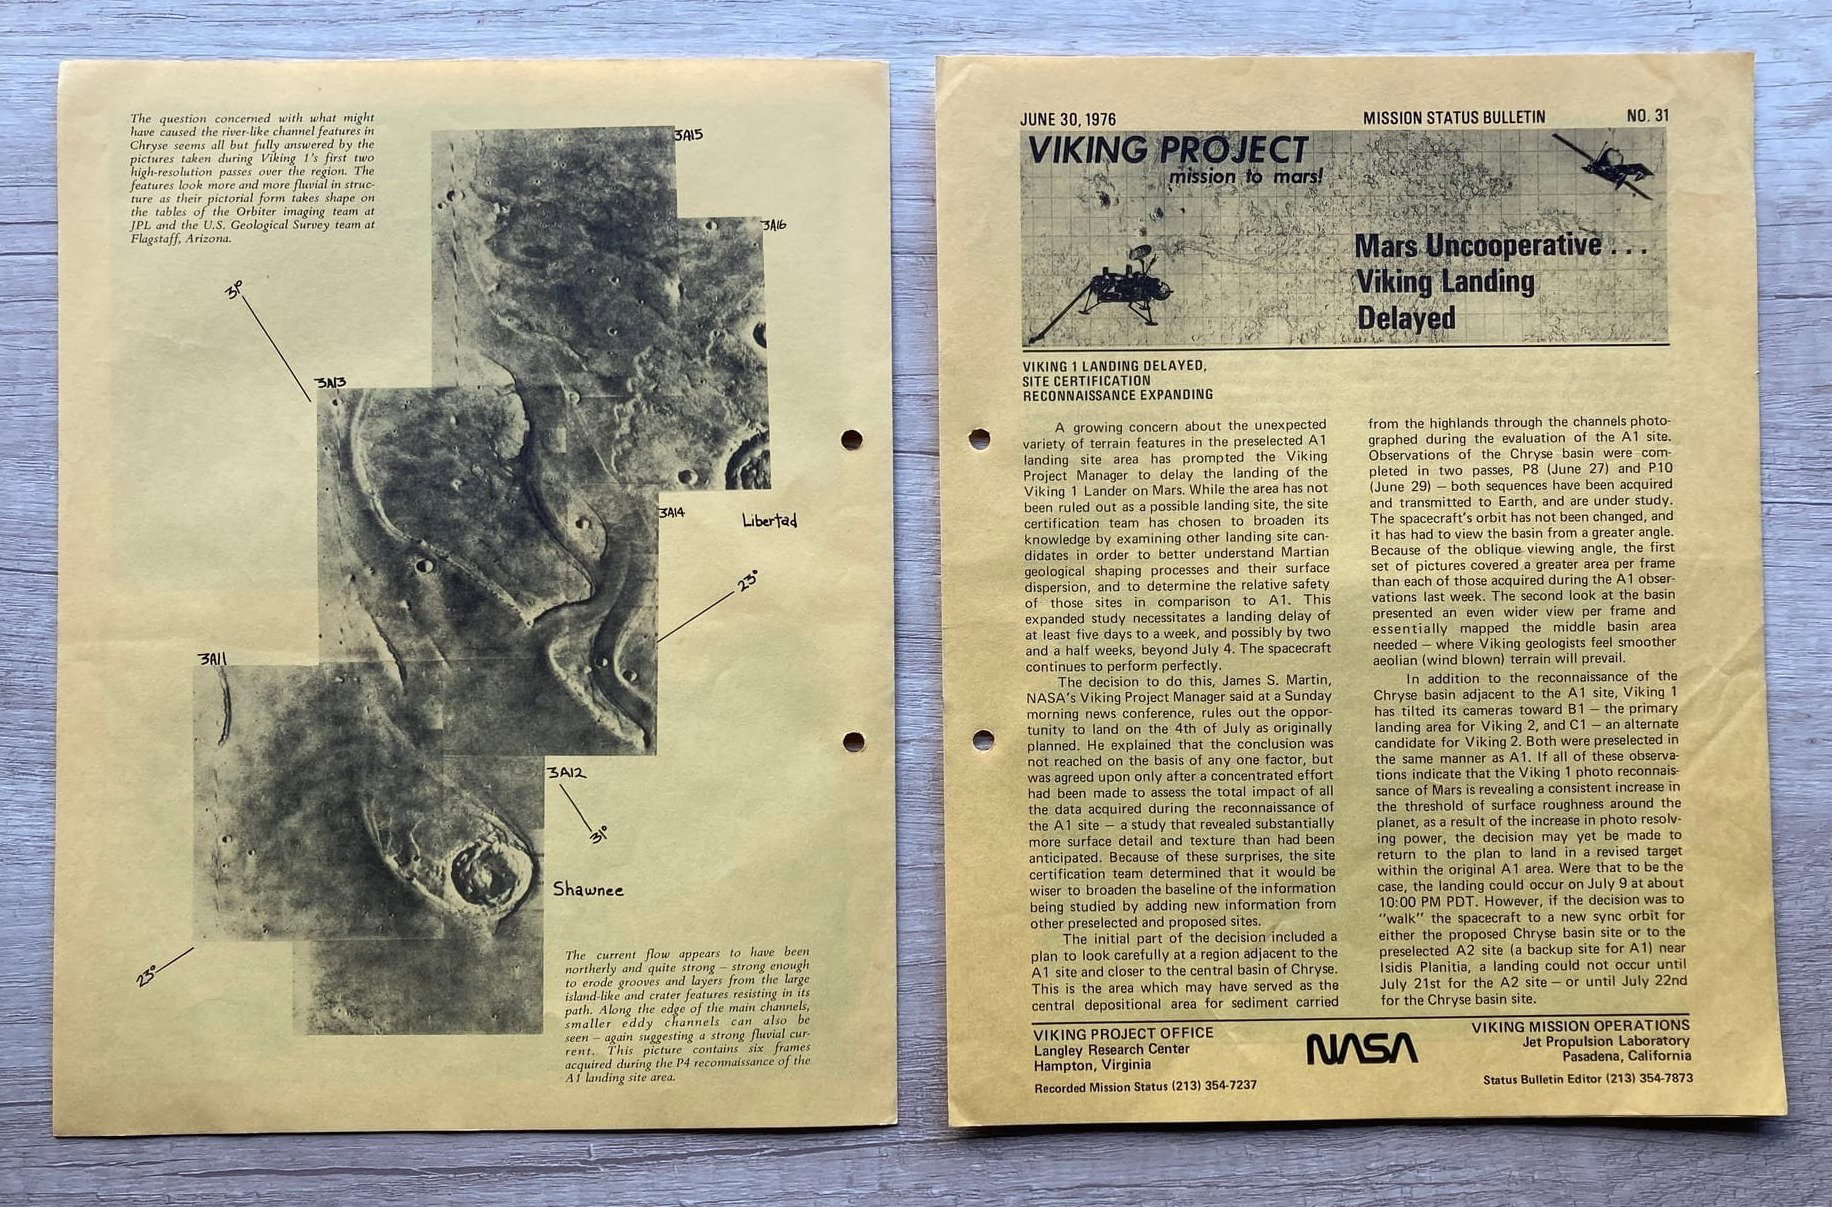 The question concerned with what might
have caused the river-like channel features in
Chryse seems all but fully answered by the
pictures taken during Viking 1's first two
high-resolution passes over the region. The
features look more and more fluvial in struc-
ture as their pictorial form takes shape on
the tables of the Orbiter imaging team at
JPL and the U.S. Geological Survey team at
Flagstaff, Arizona.
3A15
3A16
31°
3A13
3A14
Libertad
23°
3A11
3A12
31°
Shawnee
23°
The current flow appears to have been
northerly and quite strong – strong enough
to erode grooves and layers from the large
island-like and crater features resisting in its
path. Along the edge of the main channels,
smaller eddy channels can also be
seen – again suggesting a strong fluvial cur-
rent. This picture contains six frames
acquired during the P4 reconnaissance of the
A1 landing site area.
JUNE 30, 1976 MISSION STATUS BULLETIN NO. 31
VIKING PROJECT
mission to mars!
Mars Uncooperative . . .
Viking Landing
Delayed
VIKING 1 LANDING DELAYED,
SITE CERTIFICATION
RECONNAISSANCE EXPANDING
A growing concern about the unexpected
variety of terrain features in the preselected A1
landing site area has prompted the Viking
Project Manager to delay the landing of the
Viking 1 Lander on Mars. While the area has not
been ruled out as a possible landing site, the site
certification team has chosen to broaden its
knowledge by examining other landing site can-
didates in order to better understand Martian
geological shaping processes and their surface
dispersion, and to determine the relative safety
of those sites in comparison to A1. This
expanded study necessitates a landing delay of
at least five days to a week, and possibly by two
and a half weeks, beyond July 4. The spacecraft
continues to perform perfectly.
The decision to do this, James S. Martin,
NASA's Viking Project Manager said at a Sunday
morning news conference, rules out the oppor-
tunity to land on the 4th of July as originally
planned. He explained that the conclusion was
not reached on the basis of any one factor, but
was agreed upon only after a concentrated effort
had been made to assess the total impact of all
the data acquired during the reconnaissance of
the A1 site – a study that revealed substantially
more surface detail and texture than had been
anticipated. Because of these surprises, the site
certification team determined that it would be
wiser to broaden the baseline of the information
being studied by adding new information from
other preselected and proposed sites.
The initial part of the decision included a
plan to look carefully at a region adjacent to the
A1 site and closer to the central basin of Chryse.
This is the area which may have served as the
central depositional area for sediment carried
from the highlands through the channels photo-
graphed during the evaluation of the A1 site.
Observations of the Chryse basin were com-
pleted in two passes, P8 (June 27) and P10
(June 29) – both sequences have been acquired
and transmitted to Earth, and are under study.
The spacecraft's orbit has not been changed, and
it has had to view the basin from a greater angle.
Because of the oblique viewing angle, the first
set of pictures covered a greater area per frame
than each of those acquired during the A1 obser-
vations last week. The second look at the basin
presented an even wider view per frame and
essentially mapped the middle basin area
needed – where Viking geologists feel smoother
aeolian (wind blown) terrain will prevail.
In addition to the reconnaissance of the
Chryse basin adjacent to the A1 site, Viking 1
has tilted its cameras toward B1 – the primary
landing area for Viking 2, and C1 – an alternate
candidate for Viking 2. Both were preselected in
the same manner as A1. If all of these observa-
tions indicate that the Viking 1 photo reconnais-
sance of Mars is revealing a consistent increase in
the threshold of surface roughness around the
planet, as a result of the increase in photo resolv-
ing power, the decision may yet be made to
return to the plan to land in a revised target
within the original A1 area. Were that to be the
case, the landing could occur on July 9 at about
10:00 PM PDT. However, if the decision was to
"walk" the spacecraft to a new sync orbit for
either the proposed Chryse basin site or to the
preselected A2 site (a backup site for A1) near
Isidis Planitia, a landing could not occur until
July 21st for the A2 site – or until July 22nd
for the Chryse basin site.
VIKING PROJECT OFFICE
Langley Research Center
Hampton, Virginia
Recorded Mission Status (213) 354-7237
NASA
VIKING MISSION OPERATIONS
Jet Propulsion Laboratory
Pasadena, California
Status Bulletin Editor (213) 354-7873